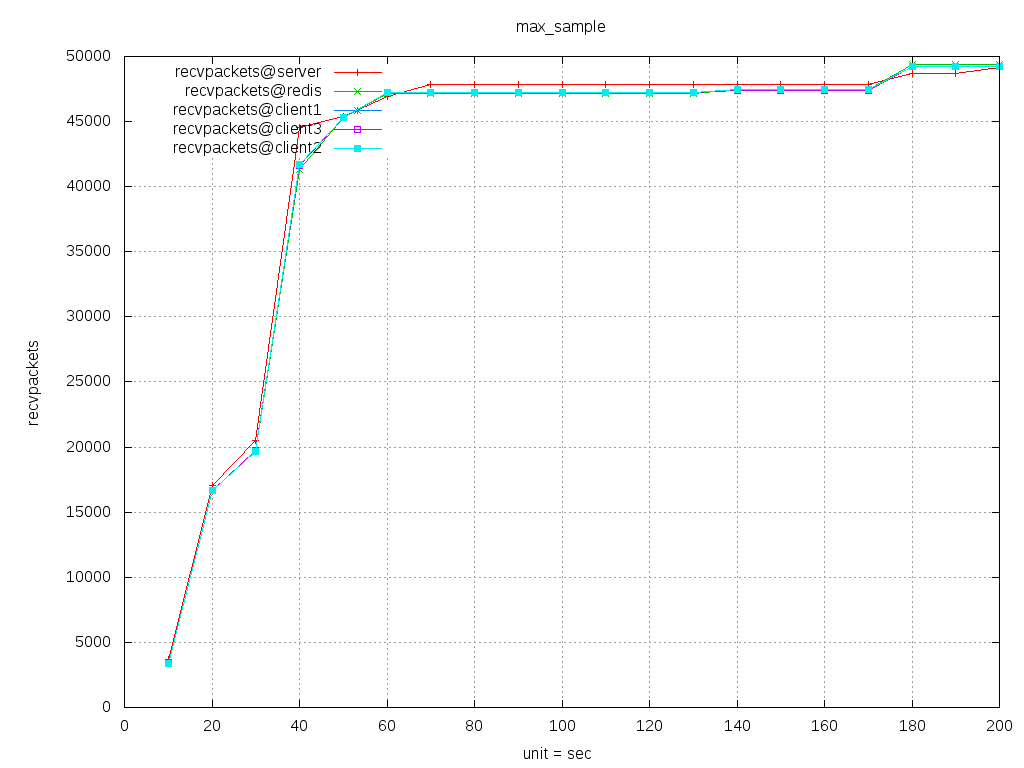 max_sample
50000
45000
40000
35000
30000
25000
20000
15000
10000
5000
0
recvpackets@server
recvpackets@redis
recvpackets@client1
recvpackets@client3
recvpackets@client2
recvpackets
0 20 40 60 80 100 120 140 160 180 200
unit = sec